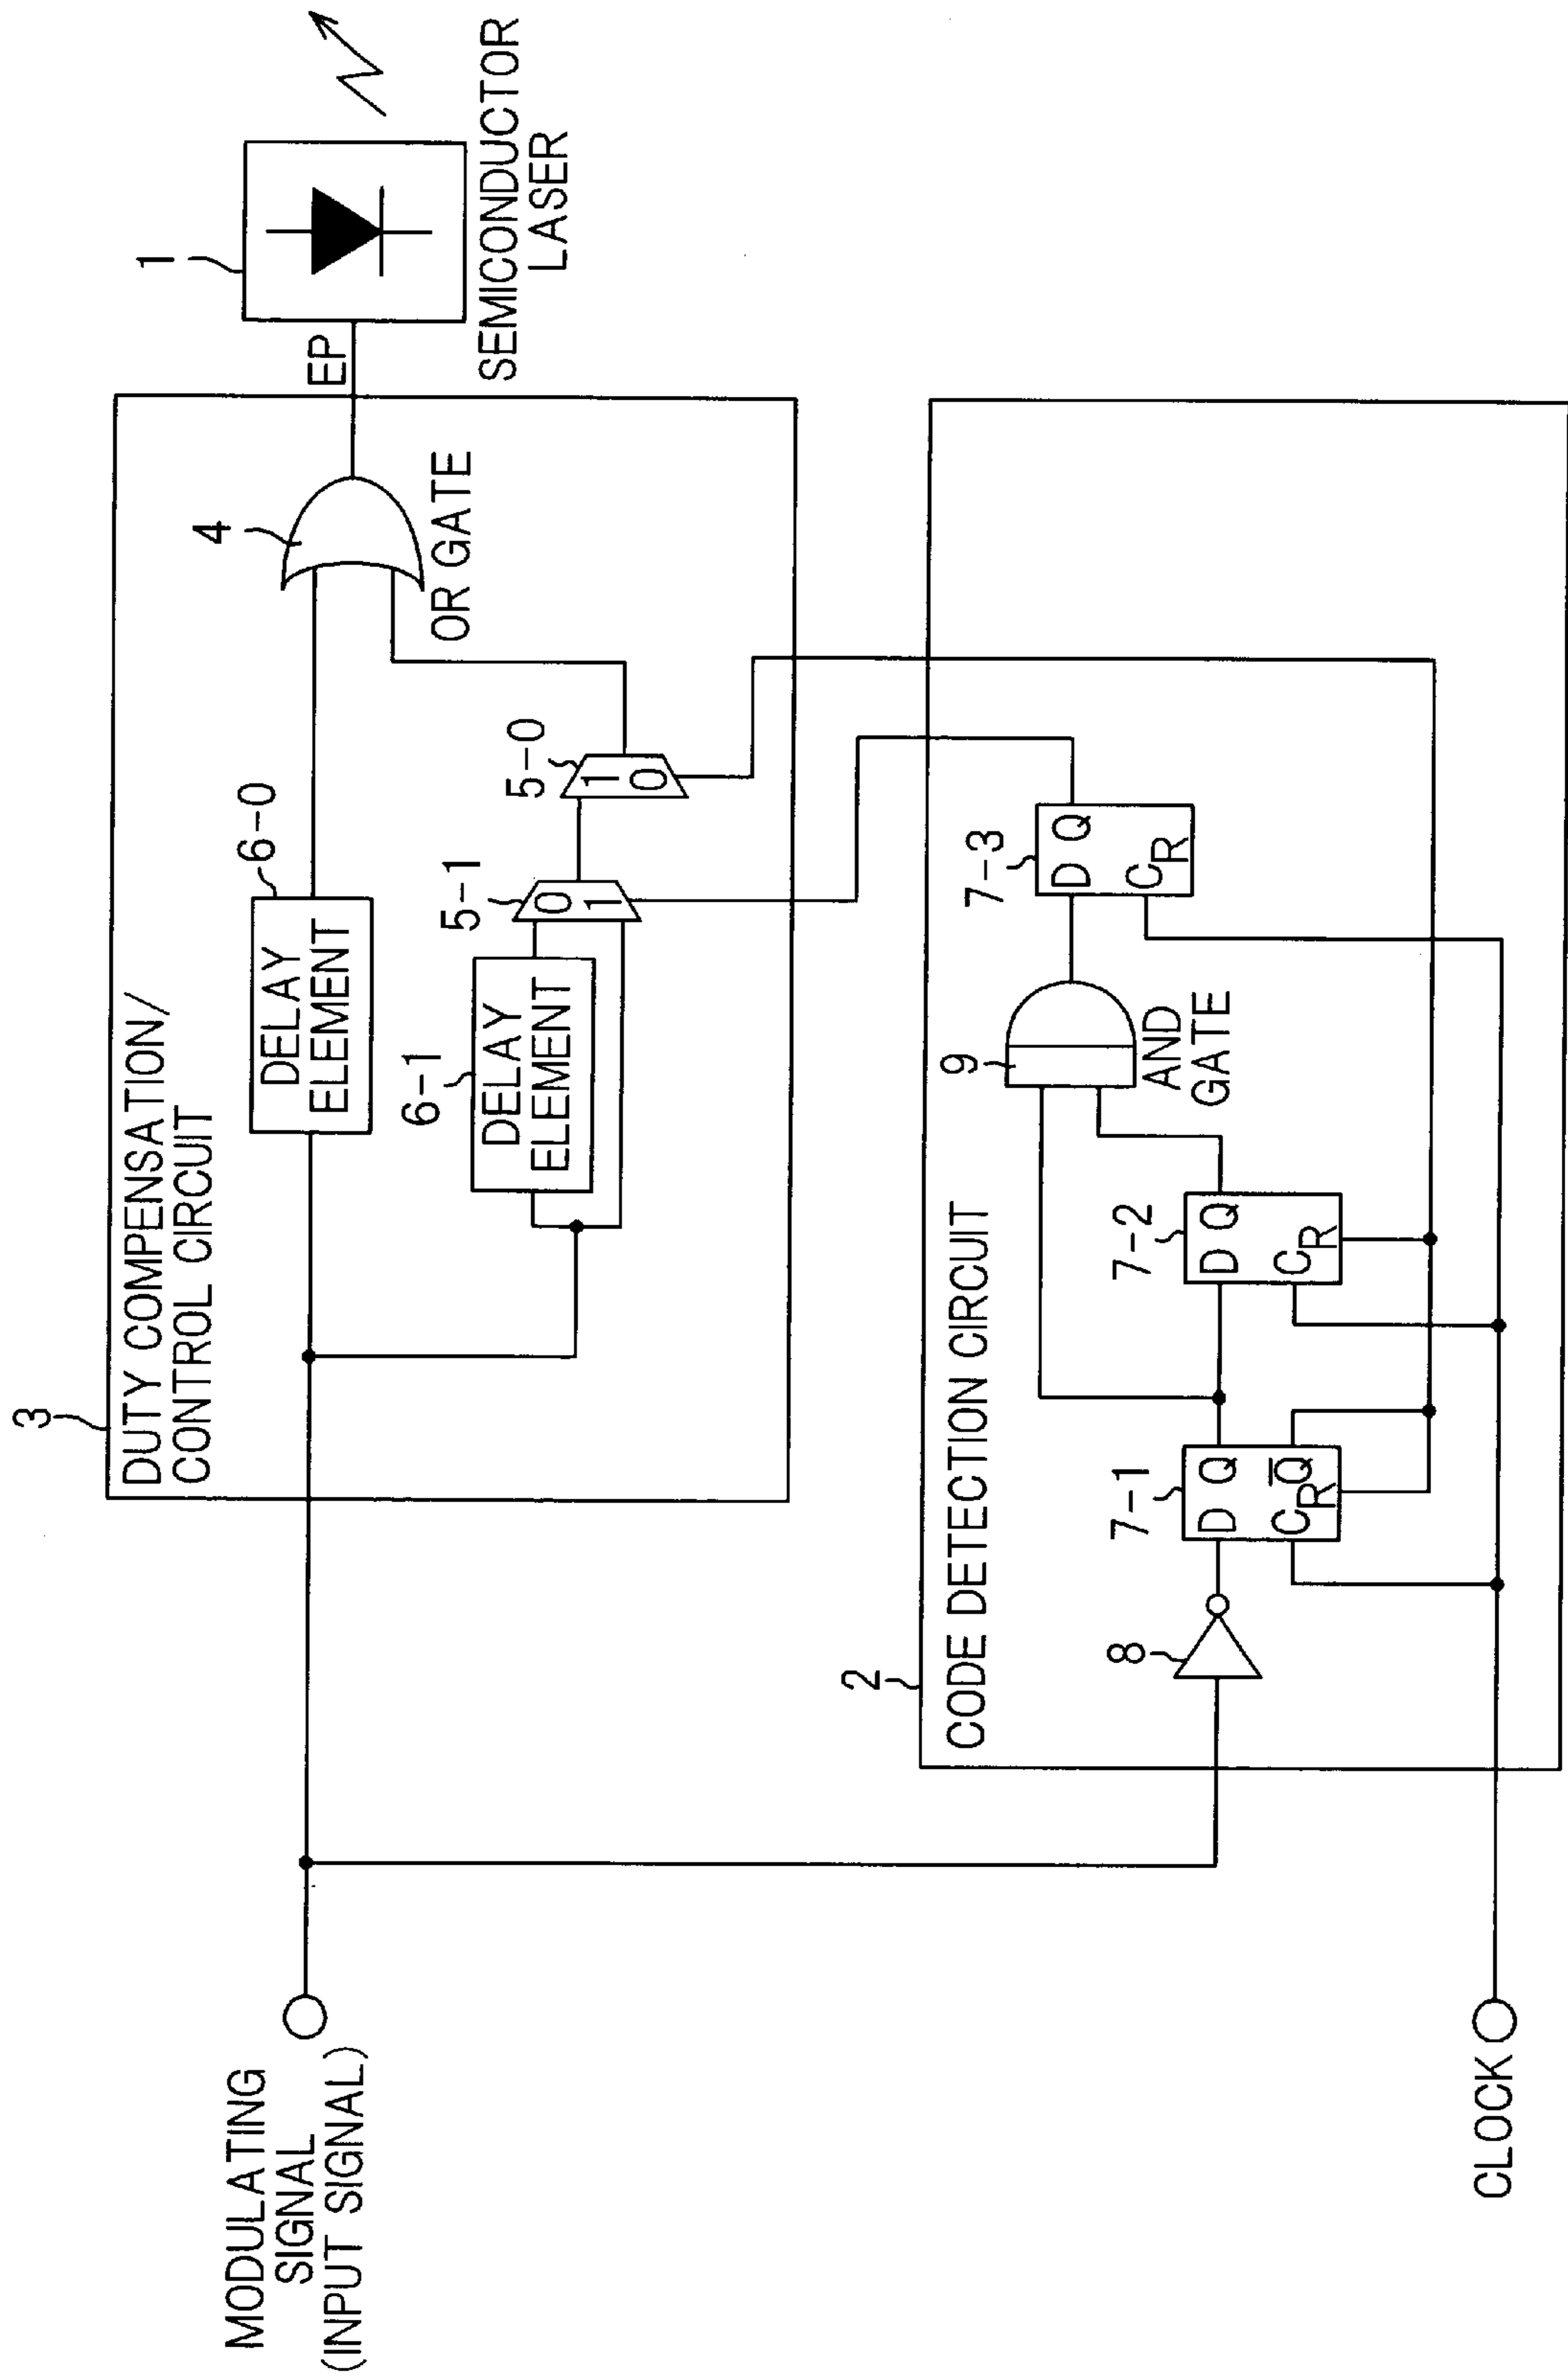 3
DUTY COMPENSATION/
CONTROL CIRCUIT
6-0
DELAY
ELEMENT
6-1
DELAY
ELEMENT
5-1
0
1
5-0
1
0
4
OR GATE
EP
1
SEMICONDUCTOR
LASER
MODULATING
SIGNAL
(INPUT SIGNAL)
2
CODE DETECTION CIRCUIT
8
7-1
D Q
C Q̅
R
7-2
D Q
C
R
9
AND
GATE
7-3
D Q
C
R
CLOCK